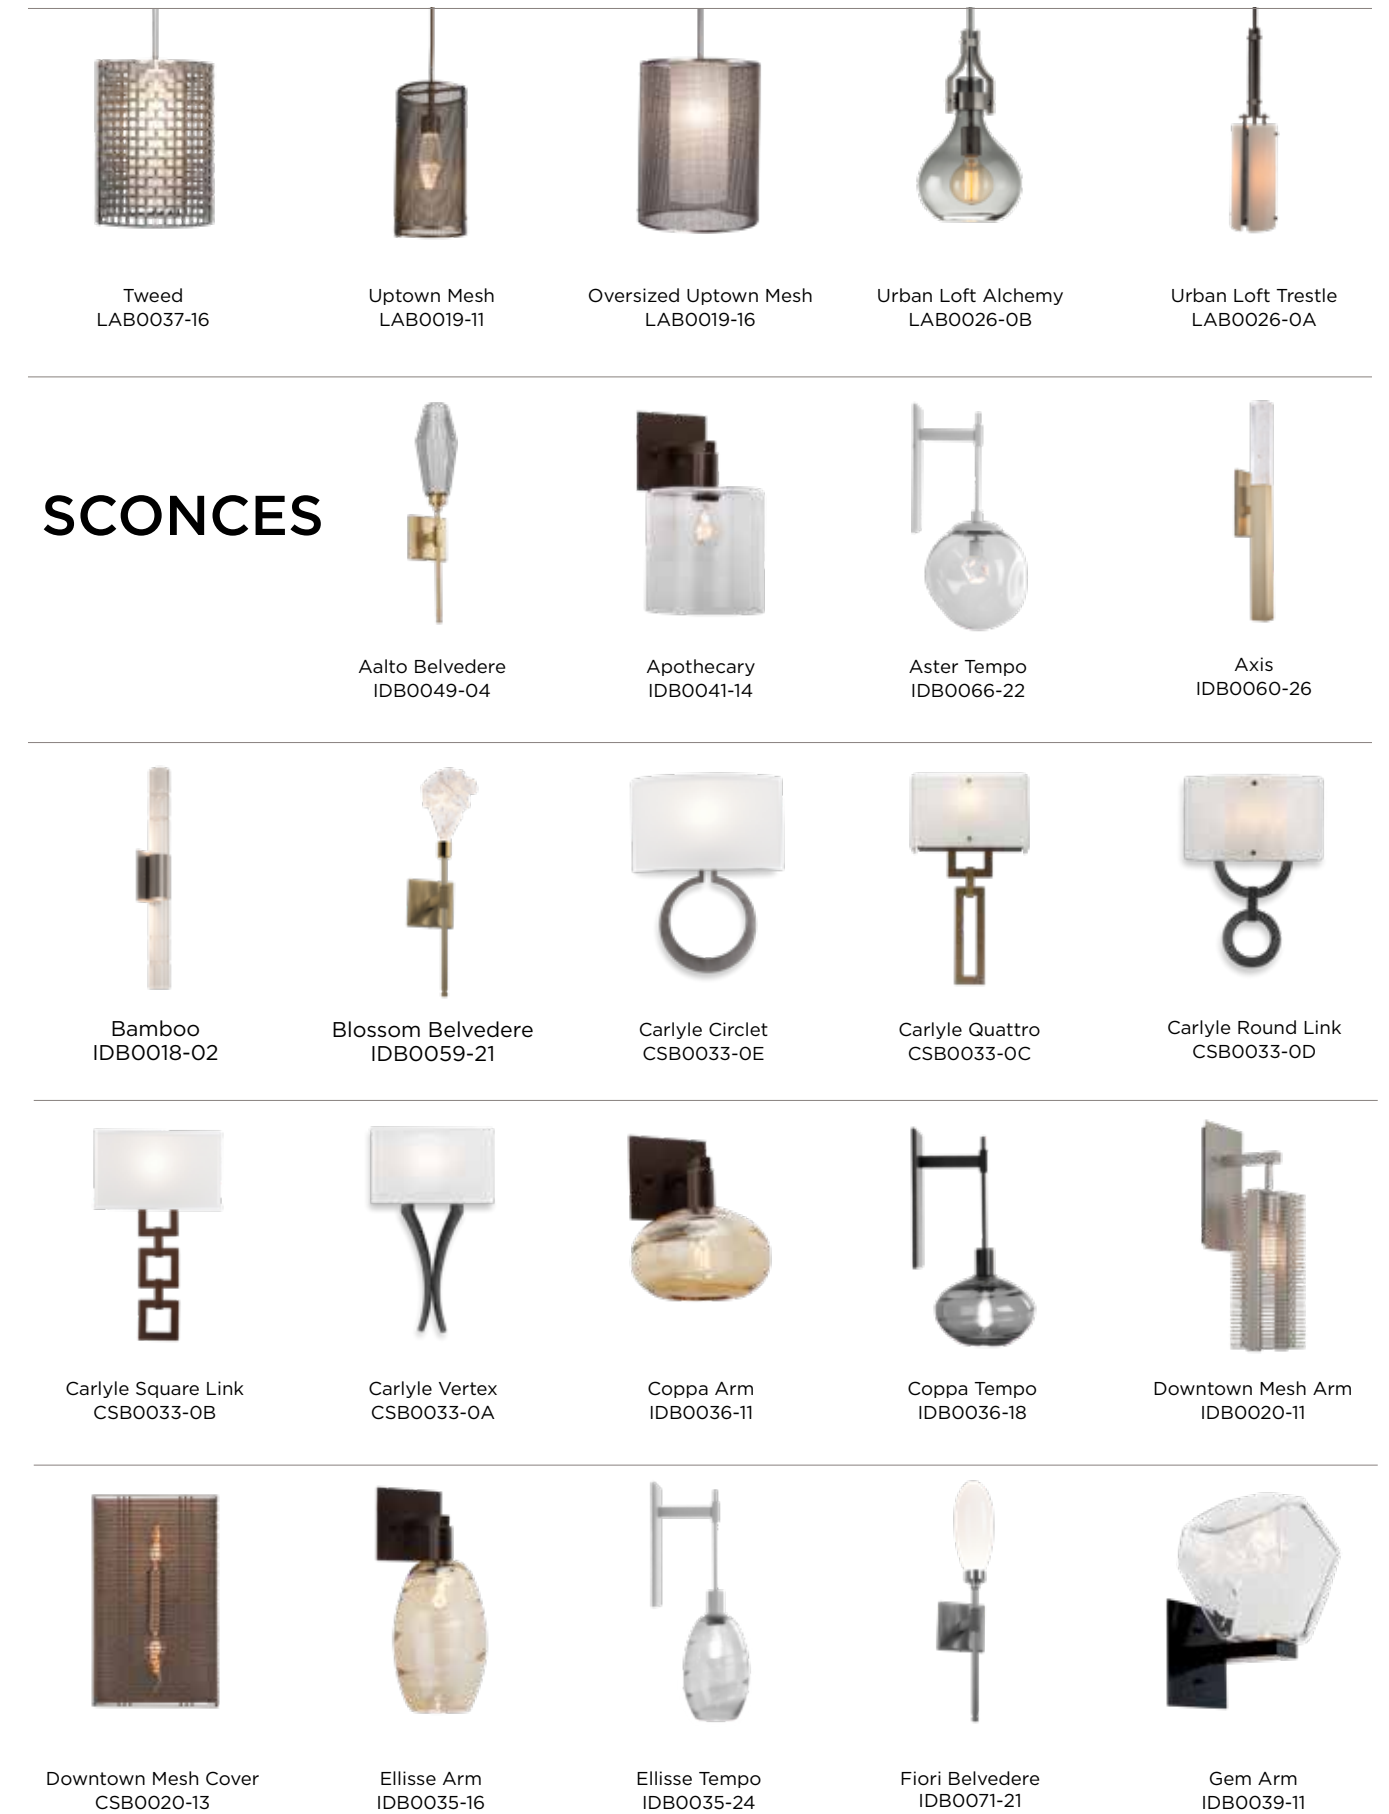 Tweed
LAB0037-16
Uptown Mesh
LAB0019-11
Oversized Uptown Mesh
LAB0019-16
Urban Loft Alchemy
LAB0026-0B
Urban Loft Trestle
LAB0026-0A
SCONCES
Aalto Belvedere
IDB0049-04
Apothecary
IDB0041-14
Aster Tempo
IDB0066-22
Axis
IDB0060-26
Bamboo
IDB0018-02
Blossom Belvedere
IDB0059-21
Carlyle Circlet
CSB0033-0E
Carlyle Quattro
CSB0033-0C
Carlyle Round Link
CSB0033-0D
Carlyle Square Link
CSB0033-0B
Carlyle Vertex
CSB0033-0A
Coppa Arm
IDB0036-11
Coppa Tempo
IDB0036-18
Downtown Mesh Arm
IDB0020-11
Downtown Mesh Cover
CSB0020-13
Ellisse Arm
IDB0035-16
Ellisse Tempo
IDB0035-24
Fiori Belvedere
IDB0071-21
Gem Arm
IDB0039-11